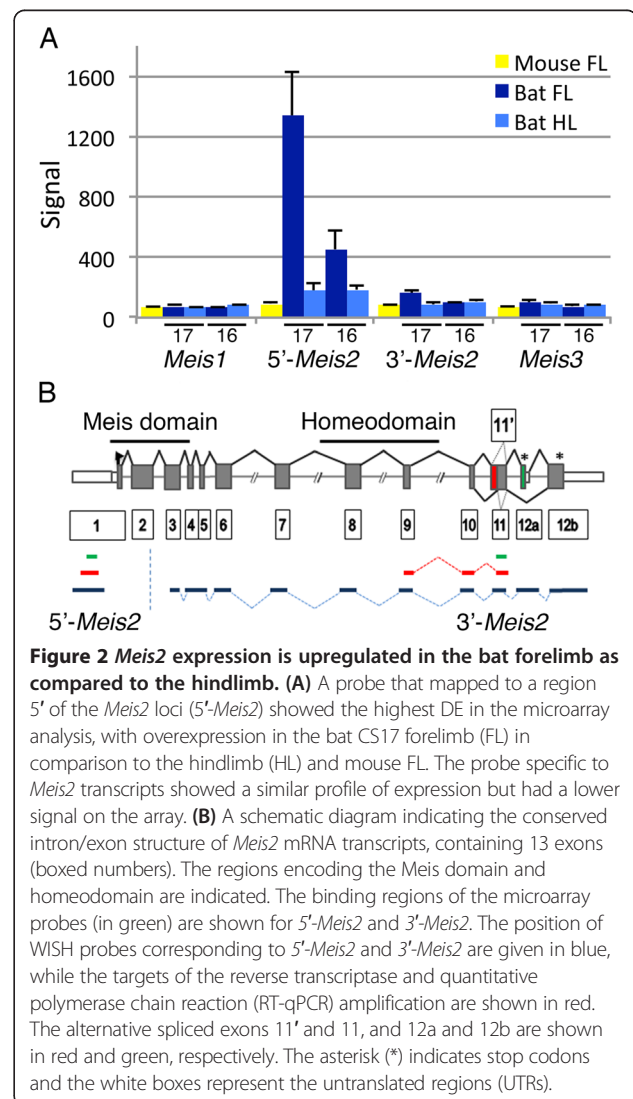 A
1600
1200
800
400
0
Signal
Mouse FL
Bat FL
Bat HL
17 16 17 16 17 16 17 16
Meis1 5'-Meis2 3'-Meis2 Meis3
B
Meis domain Homeodomain 11'
* *
1 2 3 4 5 6 7 8 9 10 11 12a 12b
5'-Meis2 3'-Meis2
Figure 2 Meis2 expression is upregulated in the bat forelimb as
compared to the hindlimb. (A) A probe that mapped to a region
5′ of the Meis2 loci (5′-Meis2) showed the highest DE in the microarray
analysis, with overexpression in the bat CS17 forelimb (FL) in
comparison to the hindlimb (HL) and mouse FL. The probe specific to
Meis2 transcripts showed a similar profile of expression but had a lower
signal on the array. (B) A schematic diagram indicating the conserved
intron/exon structure of Meis2 mRNA transcripts, containing 13 exons
(boxed numbers). The regions encoding the Meis domain and
homeodomain are indicated. The binding regions of the microarray
probes (in green) are shown for 5′-Meis2 and 3′-Meis2. The position of
WISH probes corresponding to 5′-Meis2 and 3′-Meis2 are given in blue,
while the targets of the reverse transcriptase and quantitative
polymerase chain reaction (RT-qPCR) amplification are shown in red.
The alternative spliced exons 11′ and 11, and 12a and 12b are shown
in red and green, respectively. The asterisk (*) indicates stop codons
and the white boxes represent the untranslated regions (UTRs).